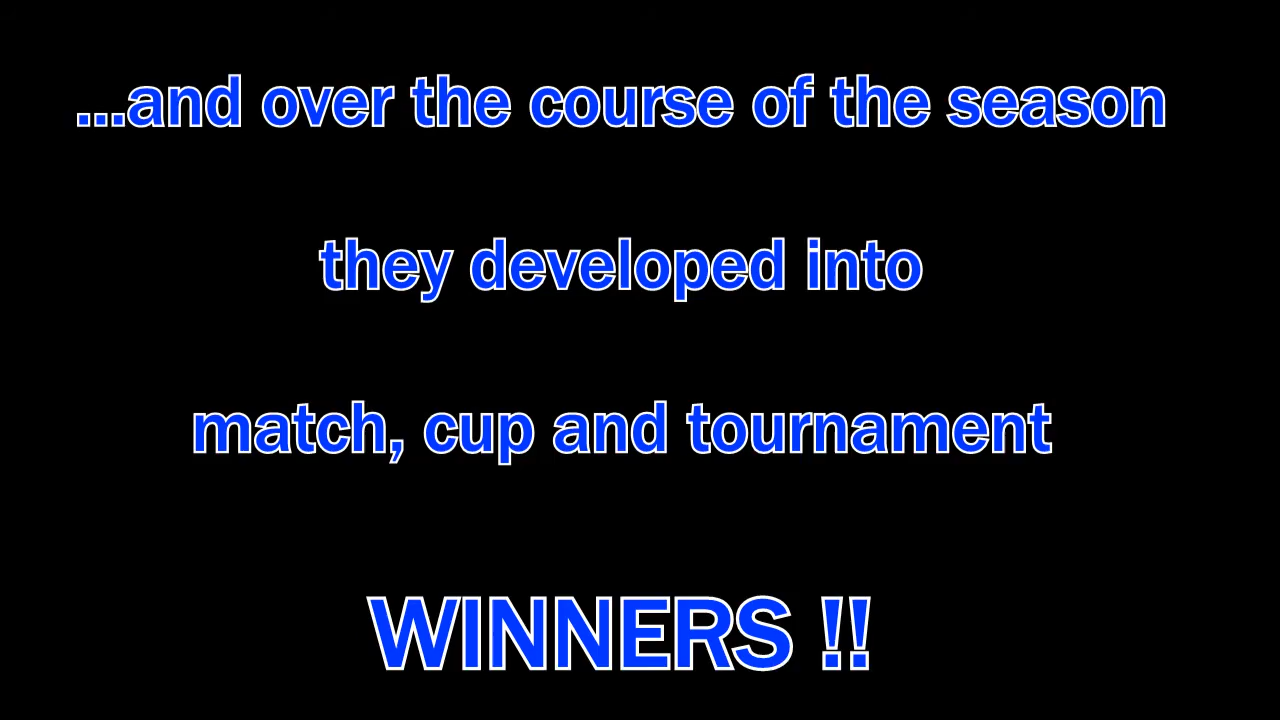 ...and over the course of the season
they developed into
match, cup and tournament
WINNERS !!